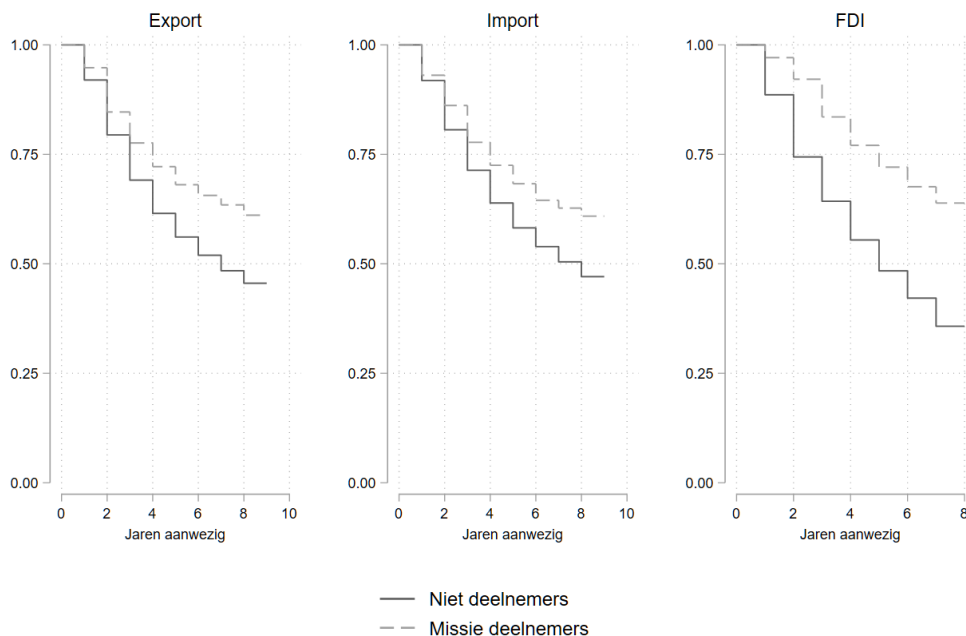 Export
1.00
0.75
0.50
0.25
0.00
0 2 4 6 8 10
Jaren aanwezig
Import
1.00
0.75
0.50
0.25
0.00
0 2 4 6 8 10
Jaren aanwezig
FDI
1.00
0.75
0.50
0.25
0.00
0 2 4 6 8
Jaren aanwezig
Niet deelnemers
Missie deelnemers